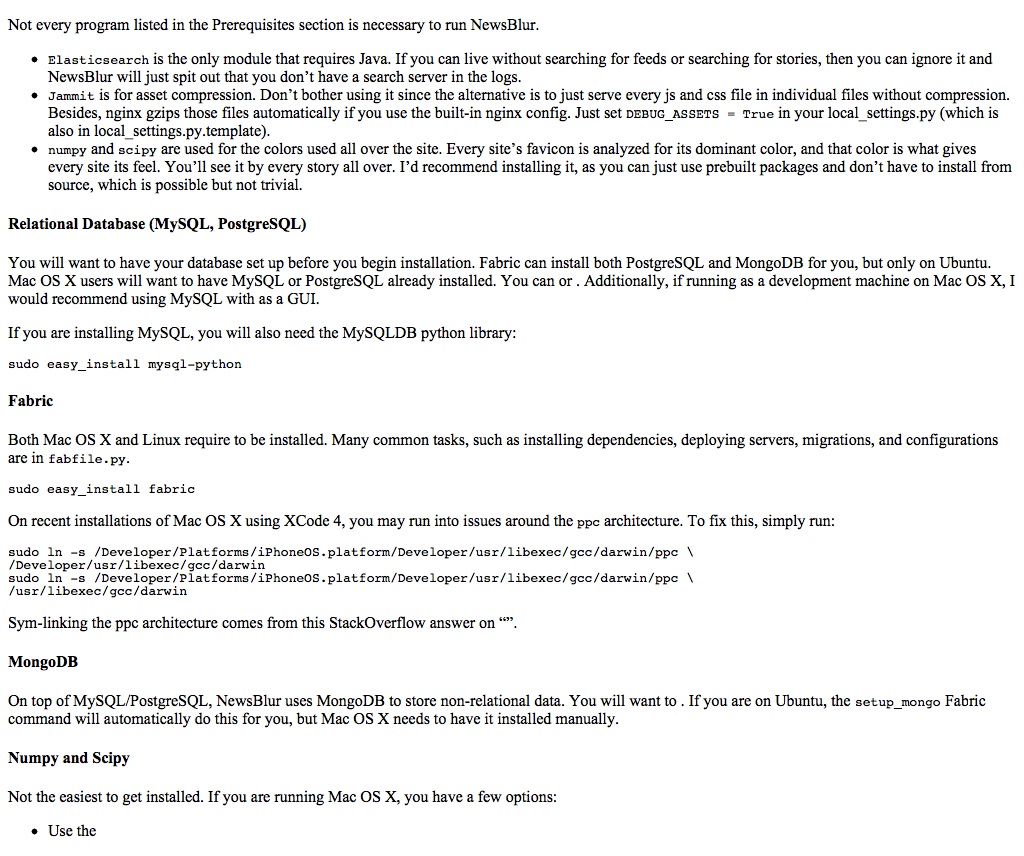 Not every program listed in the Prerequisites section is necessary to run NewsBlur.
• Elasticsearch is the only module that requires Java. If you can live without searching for feeds or searching for stories, then you can ignore it and
NewsBlur will just spit out that you don’t have a search server in the logs.
• Jammit is for asset compression. Don’t bother using it since the alternative is to just serve every js and css file in individual files without compression.
Besides, nginx gzips those files automatically if you use the built-in nginx config. Just set DEBUG_ASSETS = True in your local_settings.py (which is
also in local_settings.py.template).
• numpy and scipy are used for the colors used all over the site. Every site’s favicon is analyzed for its dominant color, and that color is what gives
every site its feel. You’ll see it by every story all over. I’d recommend installing it, as you can just use prebuilt packages and don’t have to install from
source, which is possible but not trivial.
Relational Database (MySQL, PostgreSQL)
You will want to have your database set up before you begin installation. Fabric can install both PostgreSQL and MongoDB for you, but only on Ubuntu.
Mac OS X users will want to have MySQL or PostgreSQL already installed. You can or . Additionally, if running as a development machine on Mac OS X, I
would recommend using MySQL with as a GUI.
If you are installing MySQL, you will also need the MySQLDB python library:
sudo easy_install mysql-python
Fabric
Both Mac OS X and Linux require to be installed. Many common tasks, such as installing dependencies, deploying servers, migrations, and configurations
are in fabfile.py.
sudo easy_install fabric
On recent installations of Mac OS X using XCode 4, you may run into issues around the ppc architecture. To fix this, simply run:
sudo ln -s /Developer/Platforms/iPhoneOS.platform/Developer/usr/libexec/gcc/darwin/ppc \
/Developer/usr/libexec/gcc/darwin
sudo ln -s /Developer/Platforms/iPhoneOS.platform/Developer/usr/libexec/gcc/darwin/ppc \
/usr/libexec/gcc/darwin
Sym-linking the ppc architecture comes from this StackOverflow answer on “”.
MongoDB
On top of MySQL/PostgreSQL, NewsBlur uses MongoDB to store non-relational data. You will want to . If you are on Ubuntu, the setup_mongo Fabric
command will automatically do this for you, but Mac OS X needs to have it installed manually.
Numpy and Scipy
Not the easiest to get installed. If you are running Mac OS X, you have a few options:
• Use the